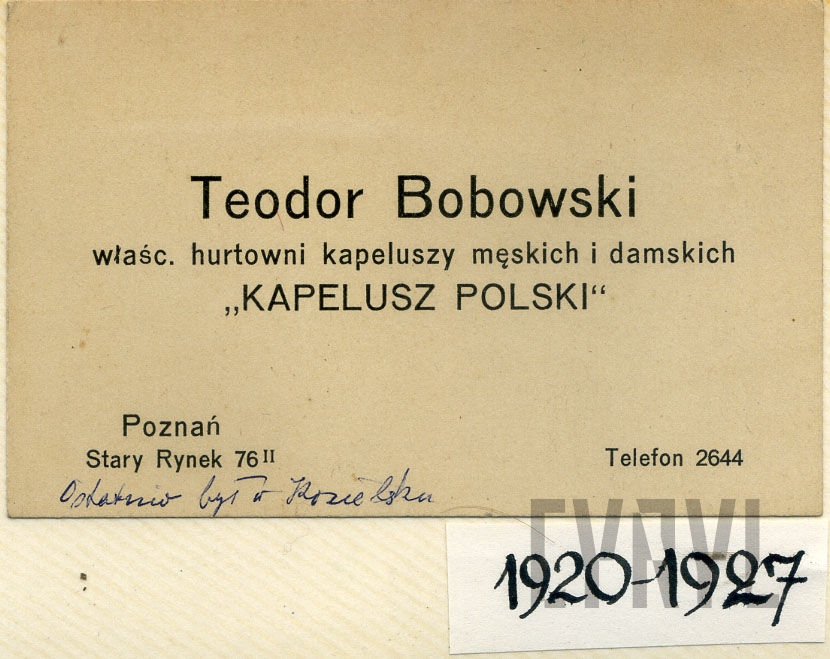 Teodor Bobowski
właśc. hurtowni kapeluszy męskich i damskich
„KAPELUSZ POLSKI“
Poznań
Stary Rynek 76 II
Telefon 2644
Ostatnio był w Kozielsku
1920-1927